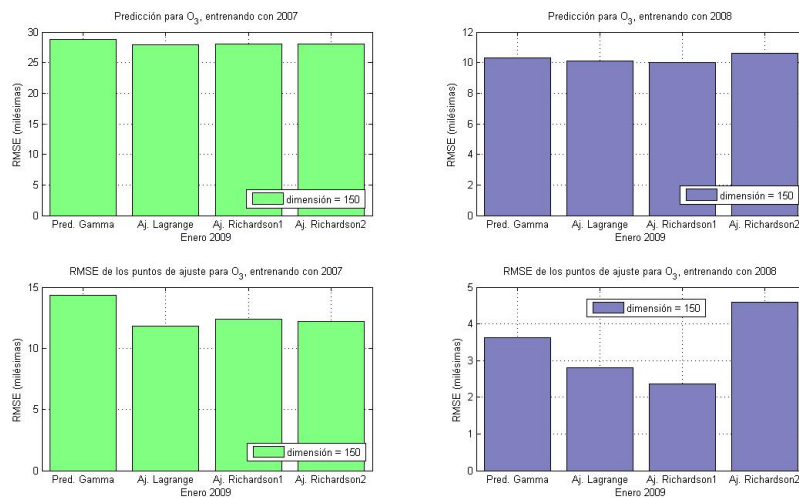 Predicción para O3, entrenando con 2007
30
25
20
15
10
5
0
RMSE (milésimas)
dimensión = 150
Pred. Gamma Aj. Lagrange Aj. Richardson1 Aj. Richardson2
Enero 2009
Predicción para O3, entrenando con 2008
12
10
8
6
4
2
0
RMSE (milésimas)
dimensión = 150
Pred. Gamma Aj. Lagrange Aj. Richardson1 Aj. Richardson2
Enero 2009
RMSE de los puntos de ajuste para O3, entrenando con 2007
15
10
5
0
RMSE (milésimas)
dimensión = 150
Pred. Gamma Aj. Lagrange Aj. Richardson1 Aj. Richardson2
Enero 2009
RMSE de los puntos de ajuste para O3, entrenando con 2008
5
4
3
2
1
0
RMSE (milésimas)
dimensión = 150
Pred. Gamma Aj. Lagrange Aj. Richardson1 Aj. Richardson2
Enero 2009